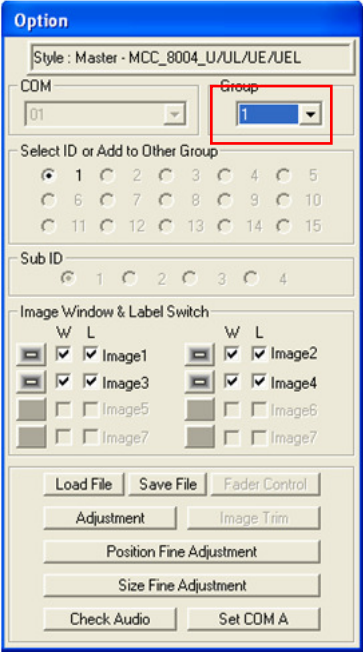 Option
Style : Master - MCC_8004_U/UL/UE/UEL
COM Group
01 1
Select ID or Add to Other Group
1 2 3 4 5
6 7 8 9 10
11 12 13 14 15
Sub ID
1 2 3 4
Image Window & Label Switch
W L W L
Image1 Image2
Image3 Image4
Image5 Image6
Image7 Image7
Load File Save File Fader Control
Adjustment Image Trim
Position Fine Adjustment
Size Fine Adjustment
Check Audio Set COM A